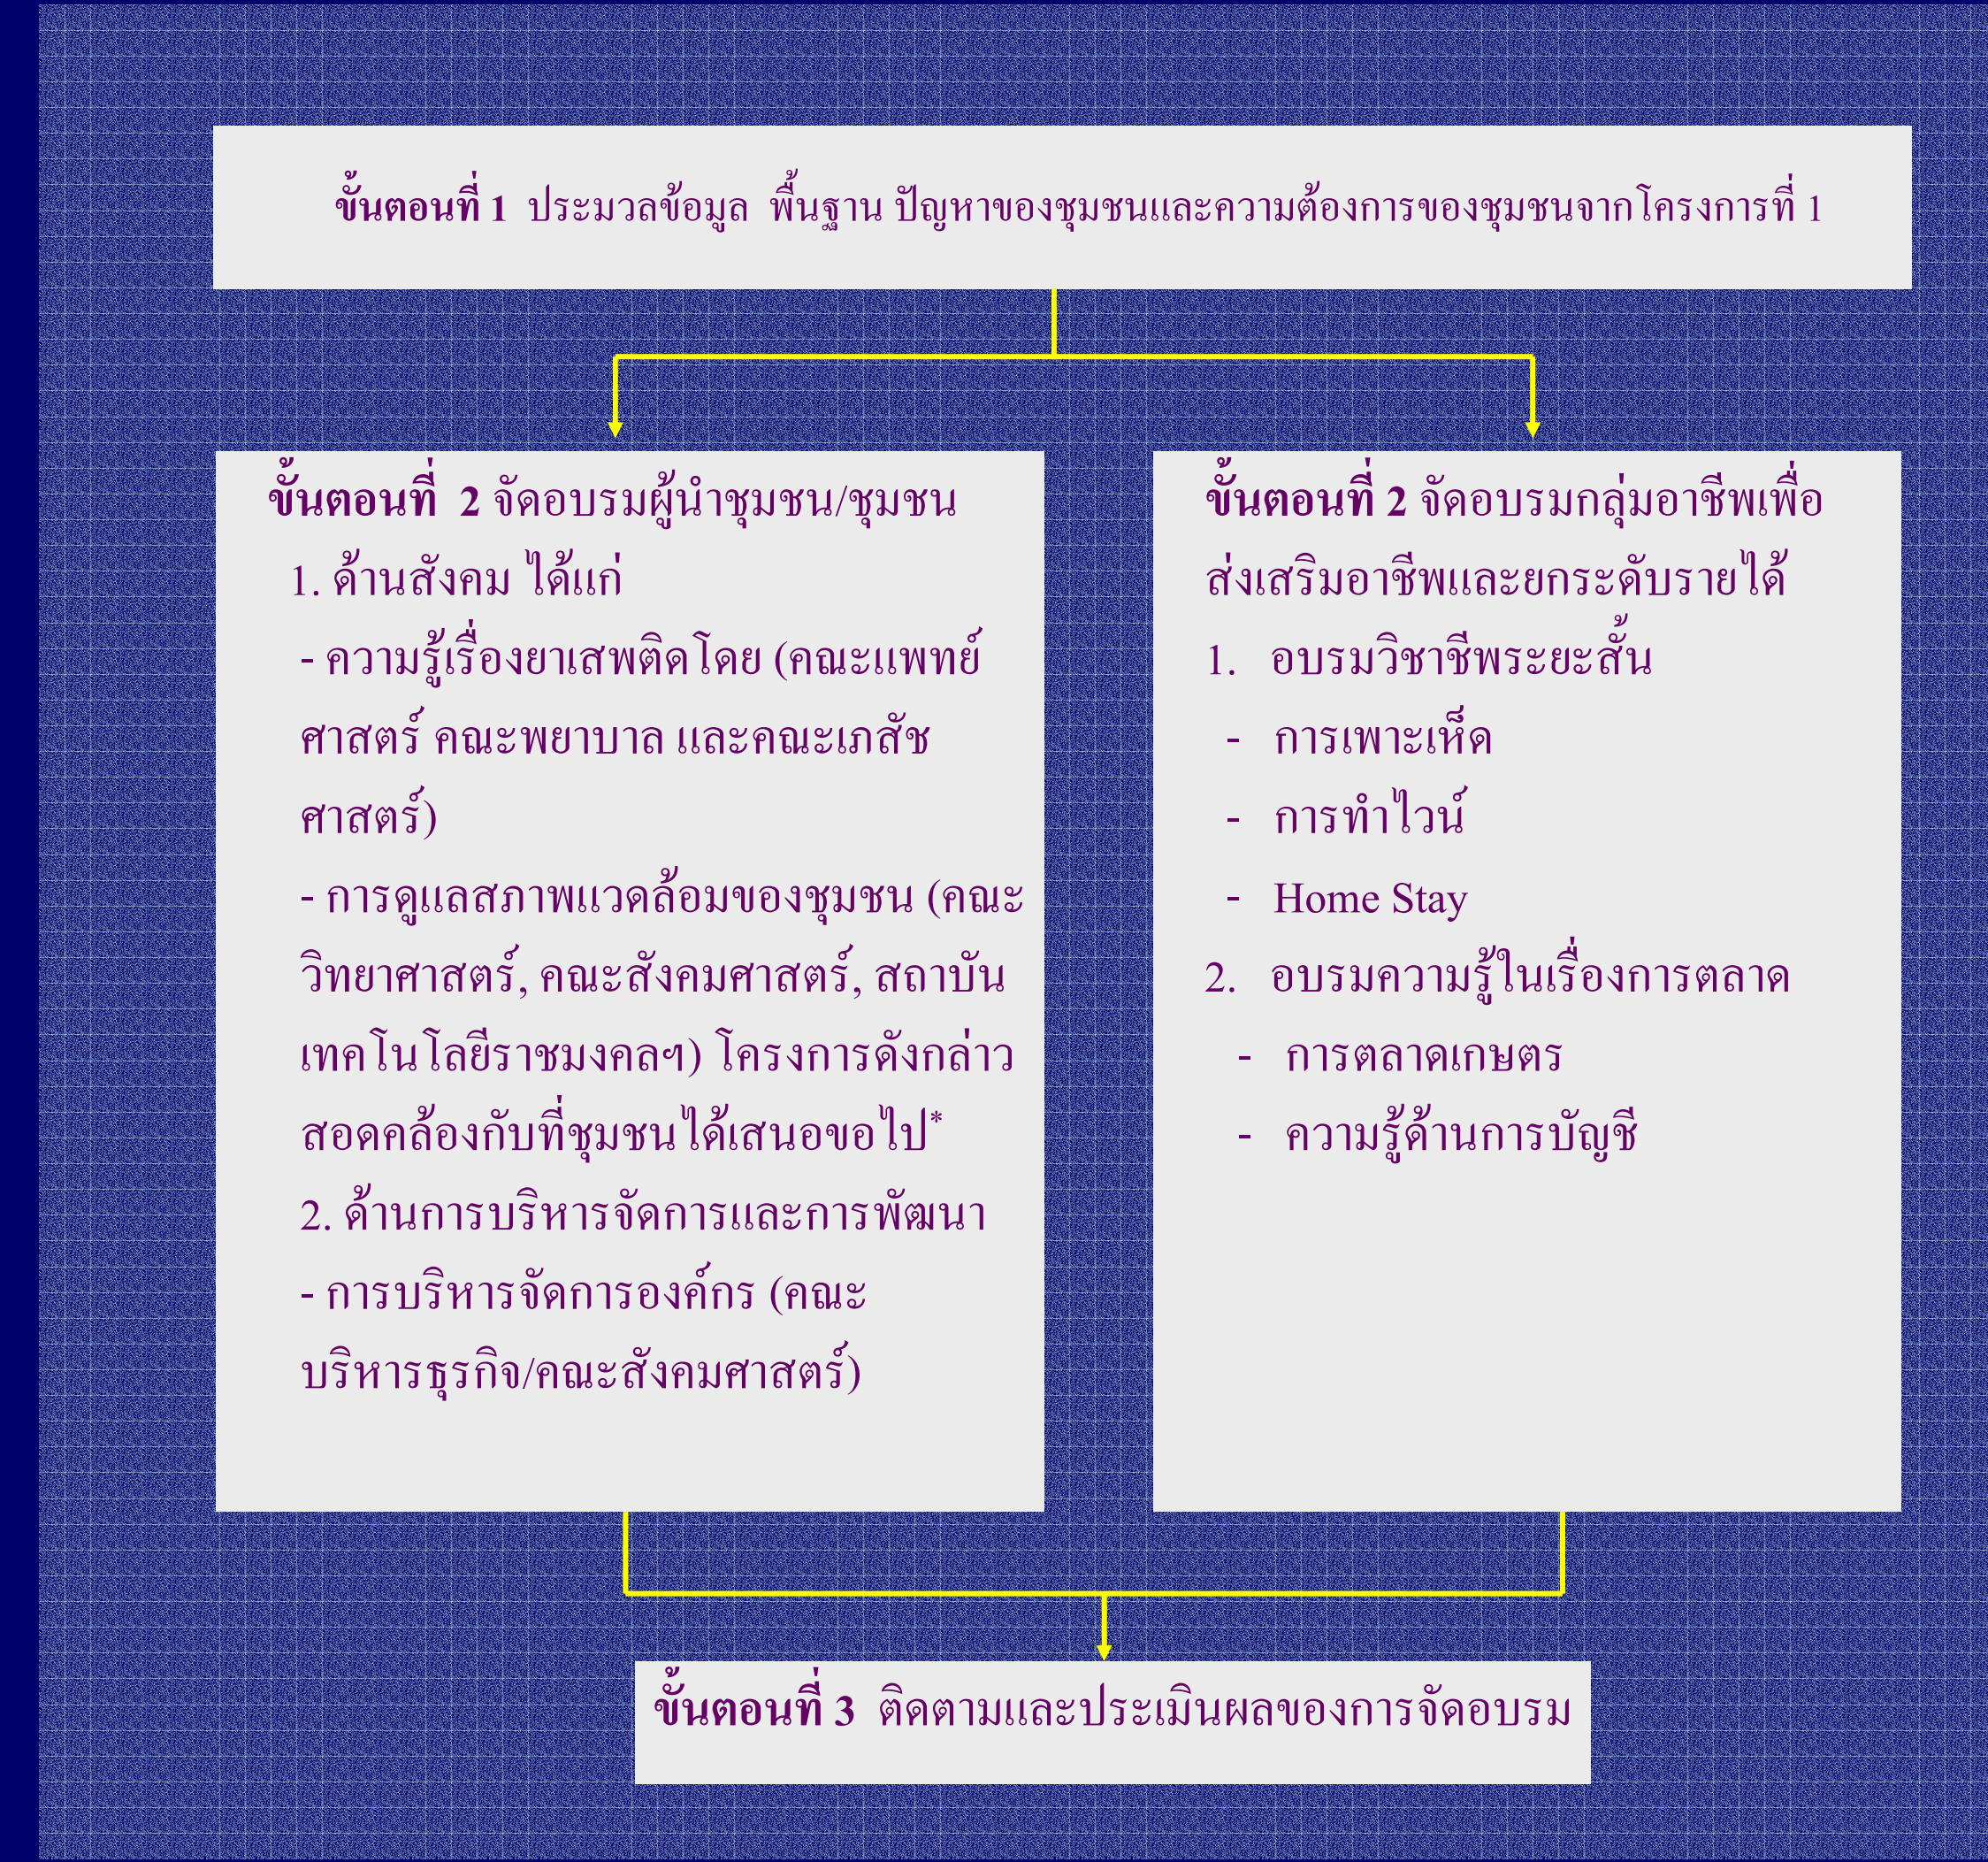 ขั้นตอนที่ 1 ประมวลข้อมูล พื้นฐาน ปัญหาของชุมชนและความต้องการของชุมชนจากโครงการที่ 1
ขั้นตอนที่ 2 จัดอบรมผู้นำชุมชน/ชุมชน
1. ด้านสังคม ได้แก่
- ความรู้เรื่องยาเสพติดโดย (คณะแพทย์
ศาสตร์ คณะพยาบาล และคณะเภสัช
ศาสตร์)
- การดูแลสภาพแวดล้อมของชุมชน (คณะ
วิทยาศาสตร์, คณะสังคมศาสตร์, สถาบัน
เทคโนโลยีราชมงคลฯ) โครงการดังกล่าว
สอดคล้องกับที่ชุมชนได้เสนอขอไป*
2. ด้านการบริหารจัดการและการพัฒนา
- การบริหารจัดการองค์กร (คณะ
บริหารธุรกิจ/คณะสังคมศาสตร์)
ขั้นตอนที่ 2 จัดอบรมกลุ่มอาชีพเพื่อ
ส่งเสริมอาชีพและยกระดับรายได้
1. อบรมวิชาชีพระยะสั้น
- การเพาะเห็ด
- การทำไวน์
- Home Stay
2. อบรมความรู้ในเรื่องการตลาด
- การตลาดเกษตร
- ความรู้ด้านการบัญชี
ขั้นตอนที่ 3 ติดตามและประเมินผลของการจัดอบรม